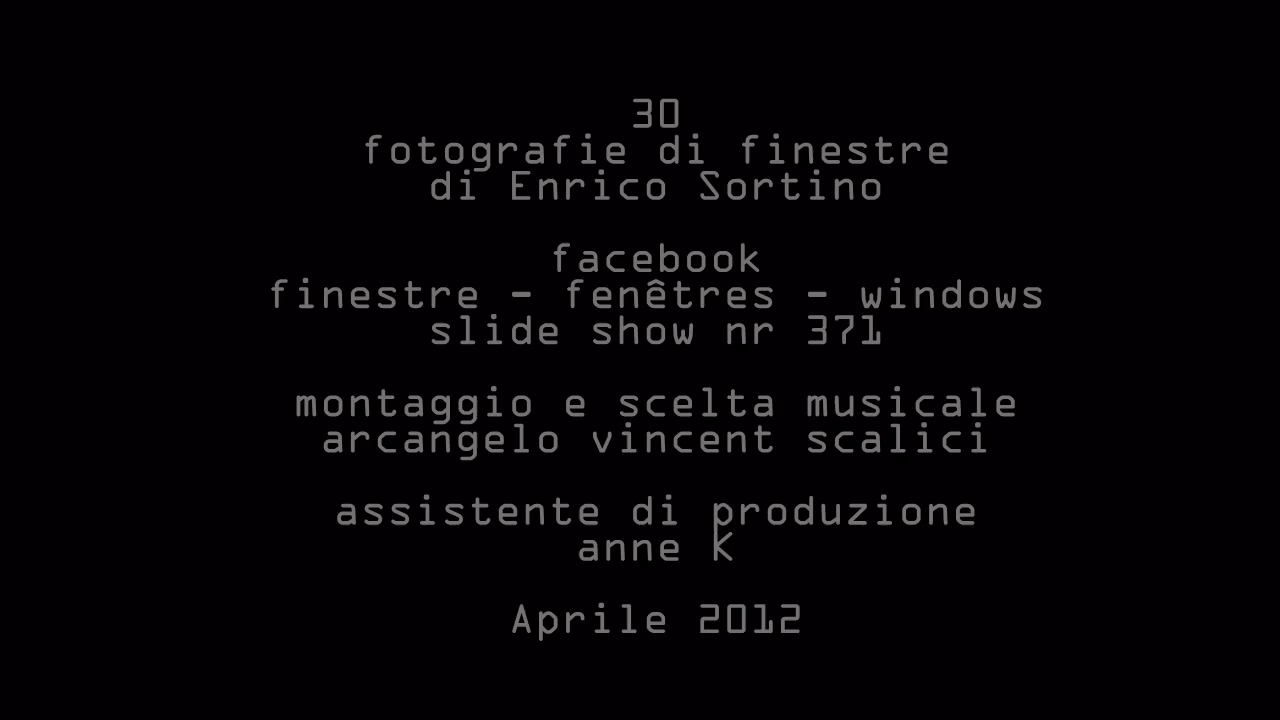 30
fotografie di finestre
di Enrico Sortino
facebook
finestre - fenêtres - windows
slide show nr 371
montaggio e scelta musicale
arcangelo vincent scalici
assistente di produzione
anne K
Aprile 2012